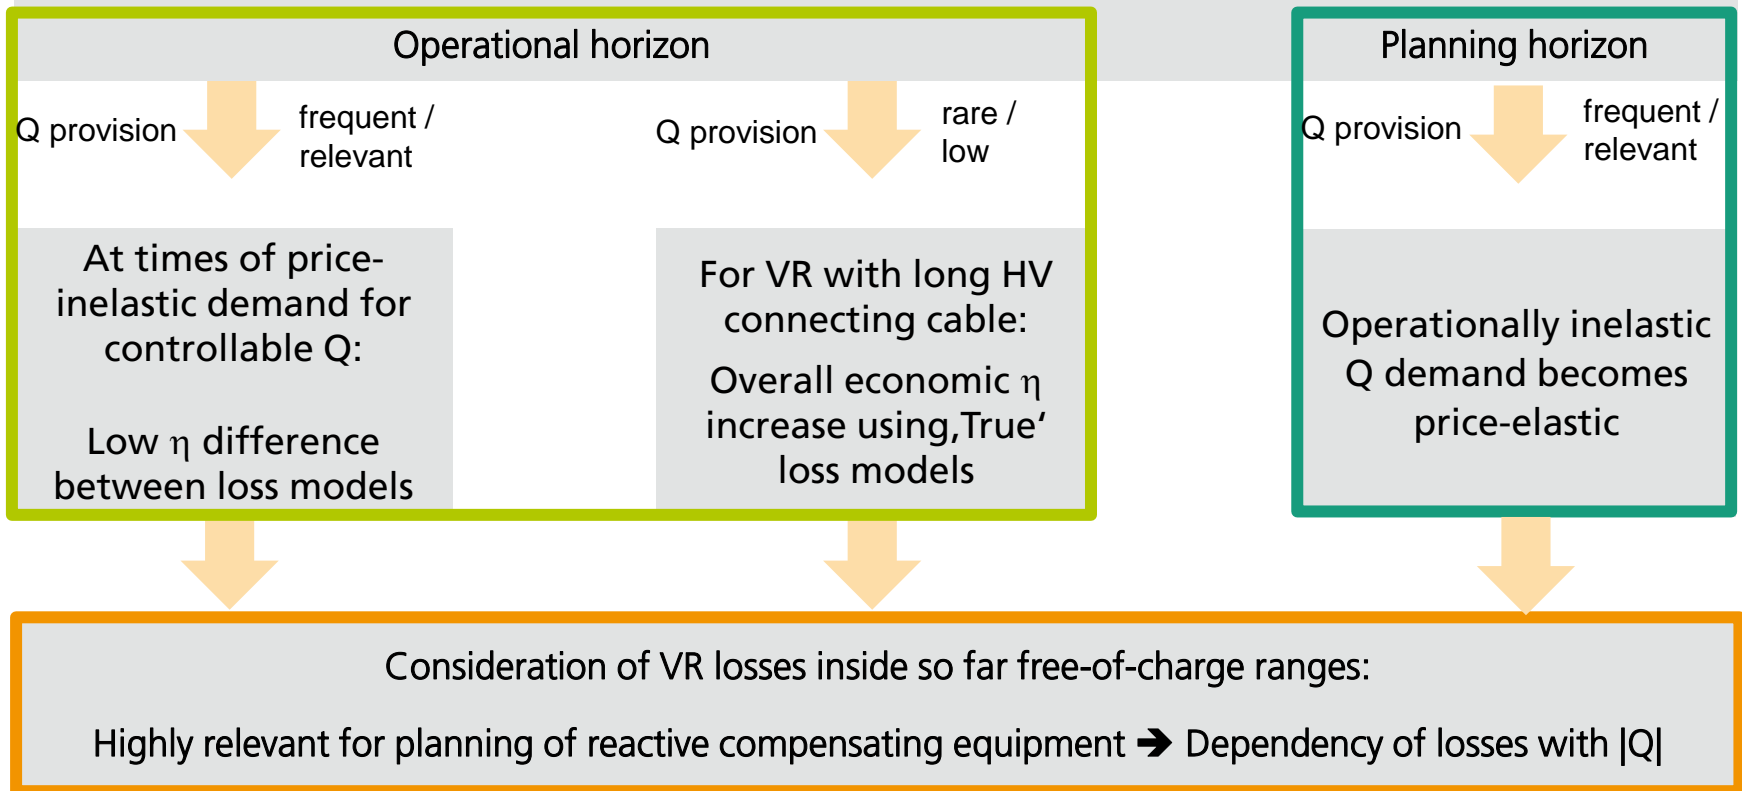 Operational horizon
Planning horizon
Q provision
frequent /
relevant
Q provision
rare /
low
Q provision
frequent /
relevant
At times of price-
inelastic demand for
controllable Q:
Low η difference
between loss models
For VR with long HV
connecting cable:
Overall economic η
increase using‚True‘
loss models
Operationally inelastic
Q demand becomes
price-elastic
Consideration of VR losses inside so far free-of-charge ranges:
Highly relevant for planning of reactive compensating equipment ➔ Dependency of losses with |Q|